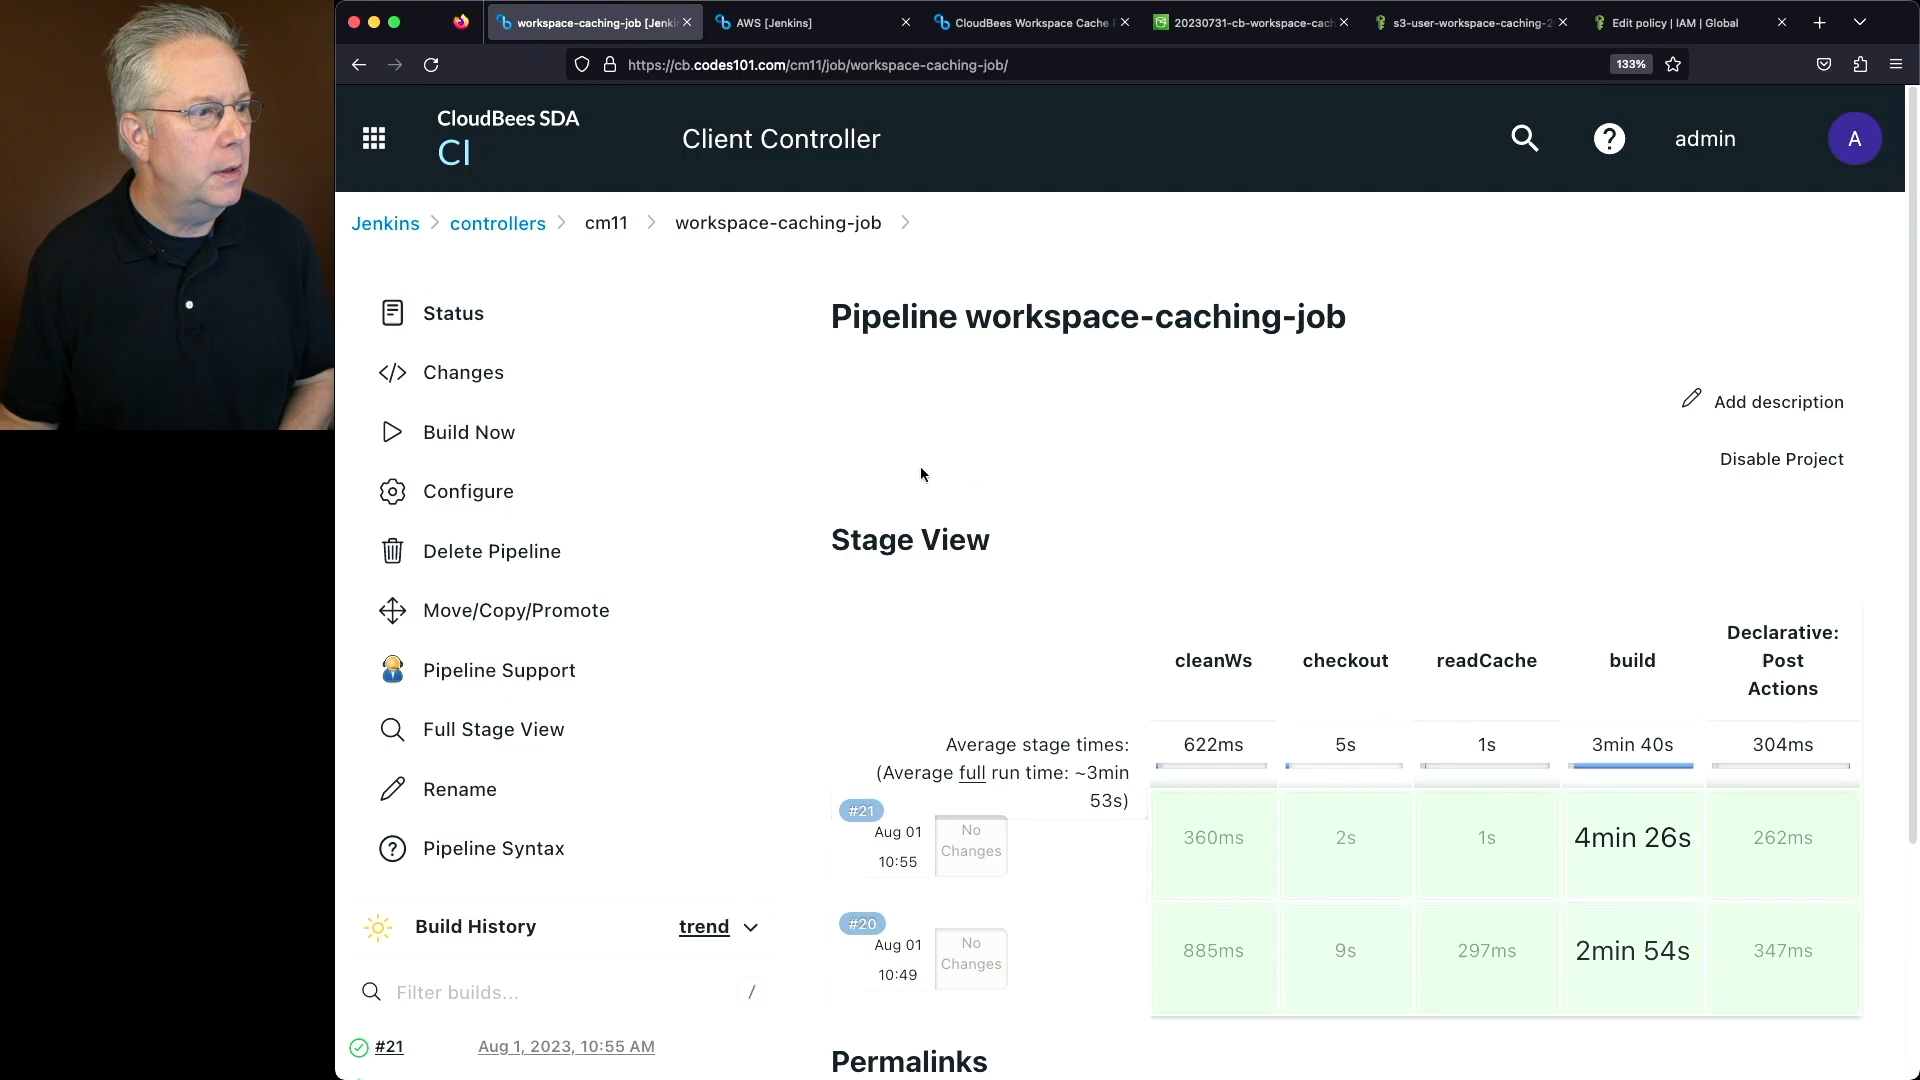 workspace-caching-job [Jenki
AWS [Jenkins]
CloudBees Workspace Cache
20230731-cb-workspace-cach
s3-user-workspace-caching-2
Edit policy | IAM | Global
https://cb.codes101.com/cm11/job/workspace-caching-job/
133%
CloudBees SDA
CI
Client Controller
admin
A
Jenkins
controllers
cm11
workspace-caching-job
Status
Changes
Build Now
Configure
Delete Pipeline
Move/Copy/Promote
Pipeline Support
Full Stage View
Rename
Pipeline Syntax
Build History
trend
Filter builds...
/
#21
Aug 1, 2023, 10:55 AM
Pipeline workspace-caching-job
Add description
Disable Project
Stage View
cleanWs
checkout
readCache
build
Declarative:
Post
Actions
Average stage times:
(Average full run time: ~3min
53s)
622ms
5s
1s
3min 40s
304ms
#21
Aug 01
10:55
No
Changes
360ms
2s
1s
4min 26s
262ms
#20
Aug 01
10:49
No
Changes
885ms
9s
297ms
2min 54s
347ms
Permalinks